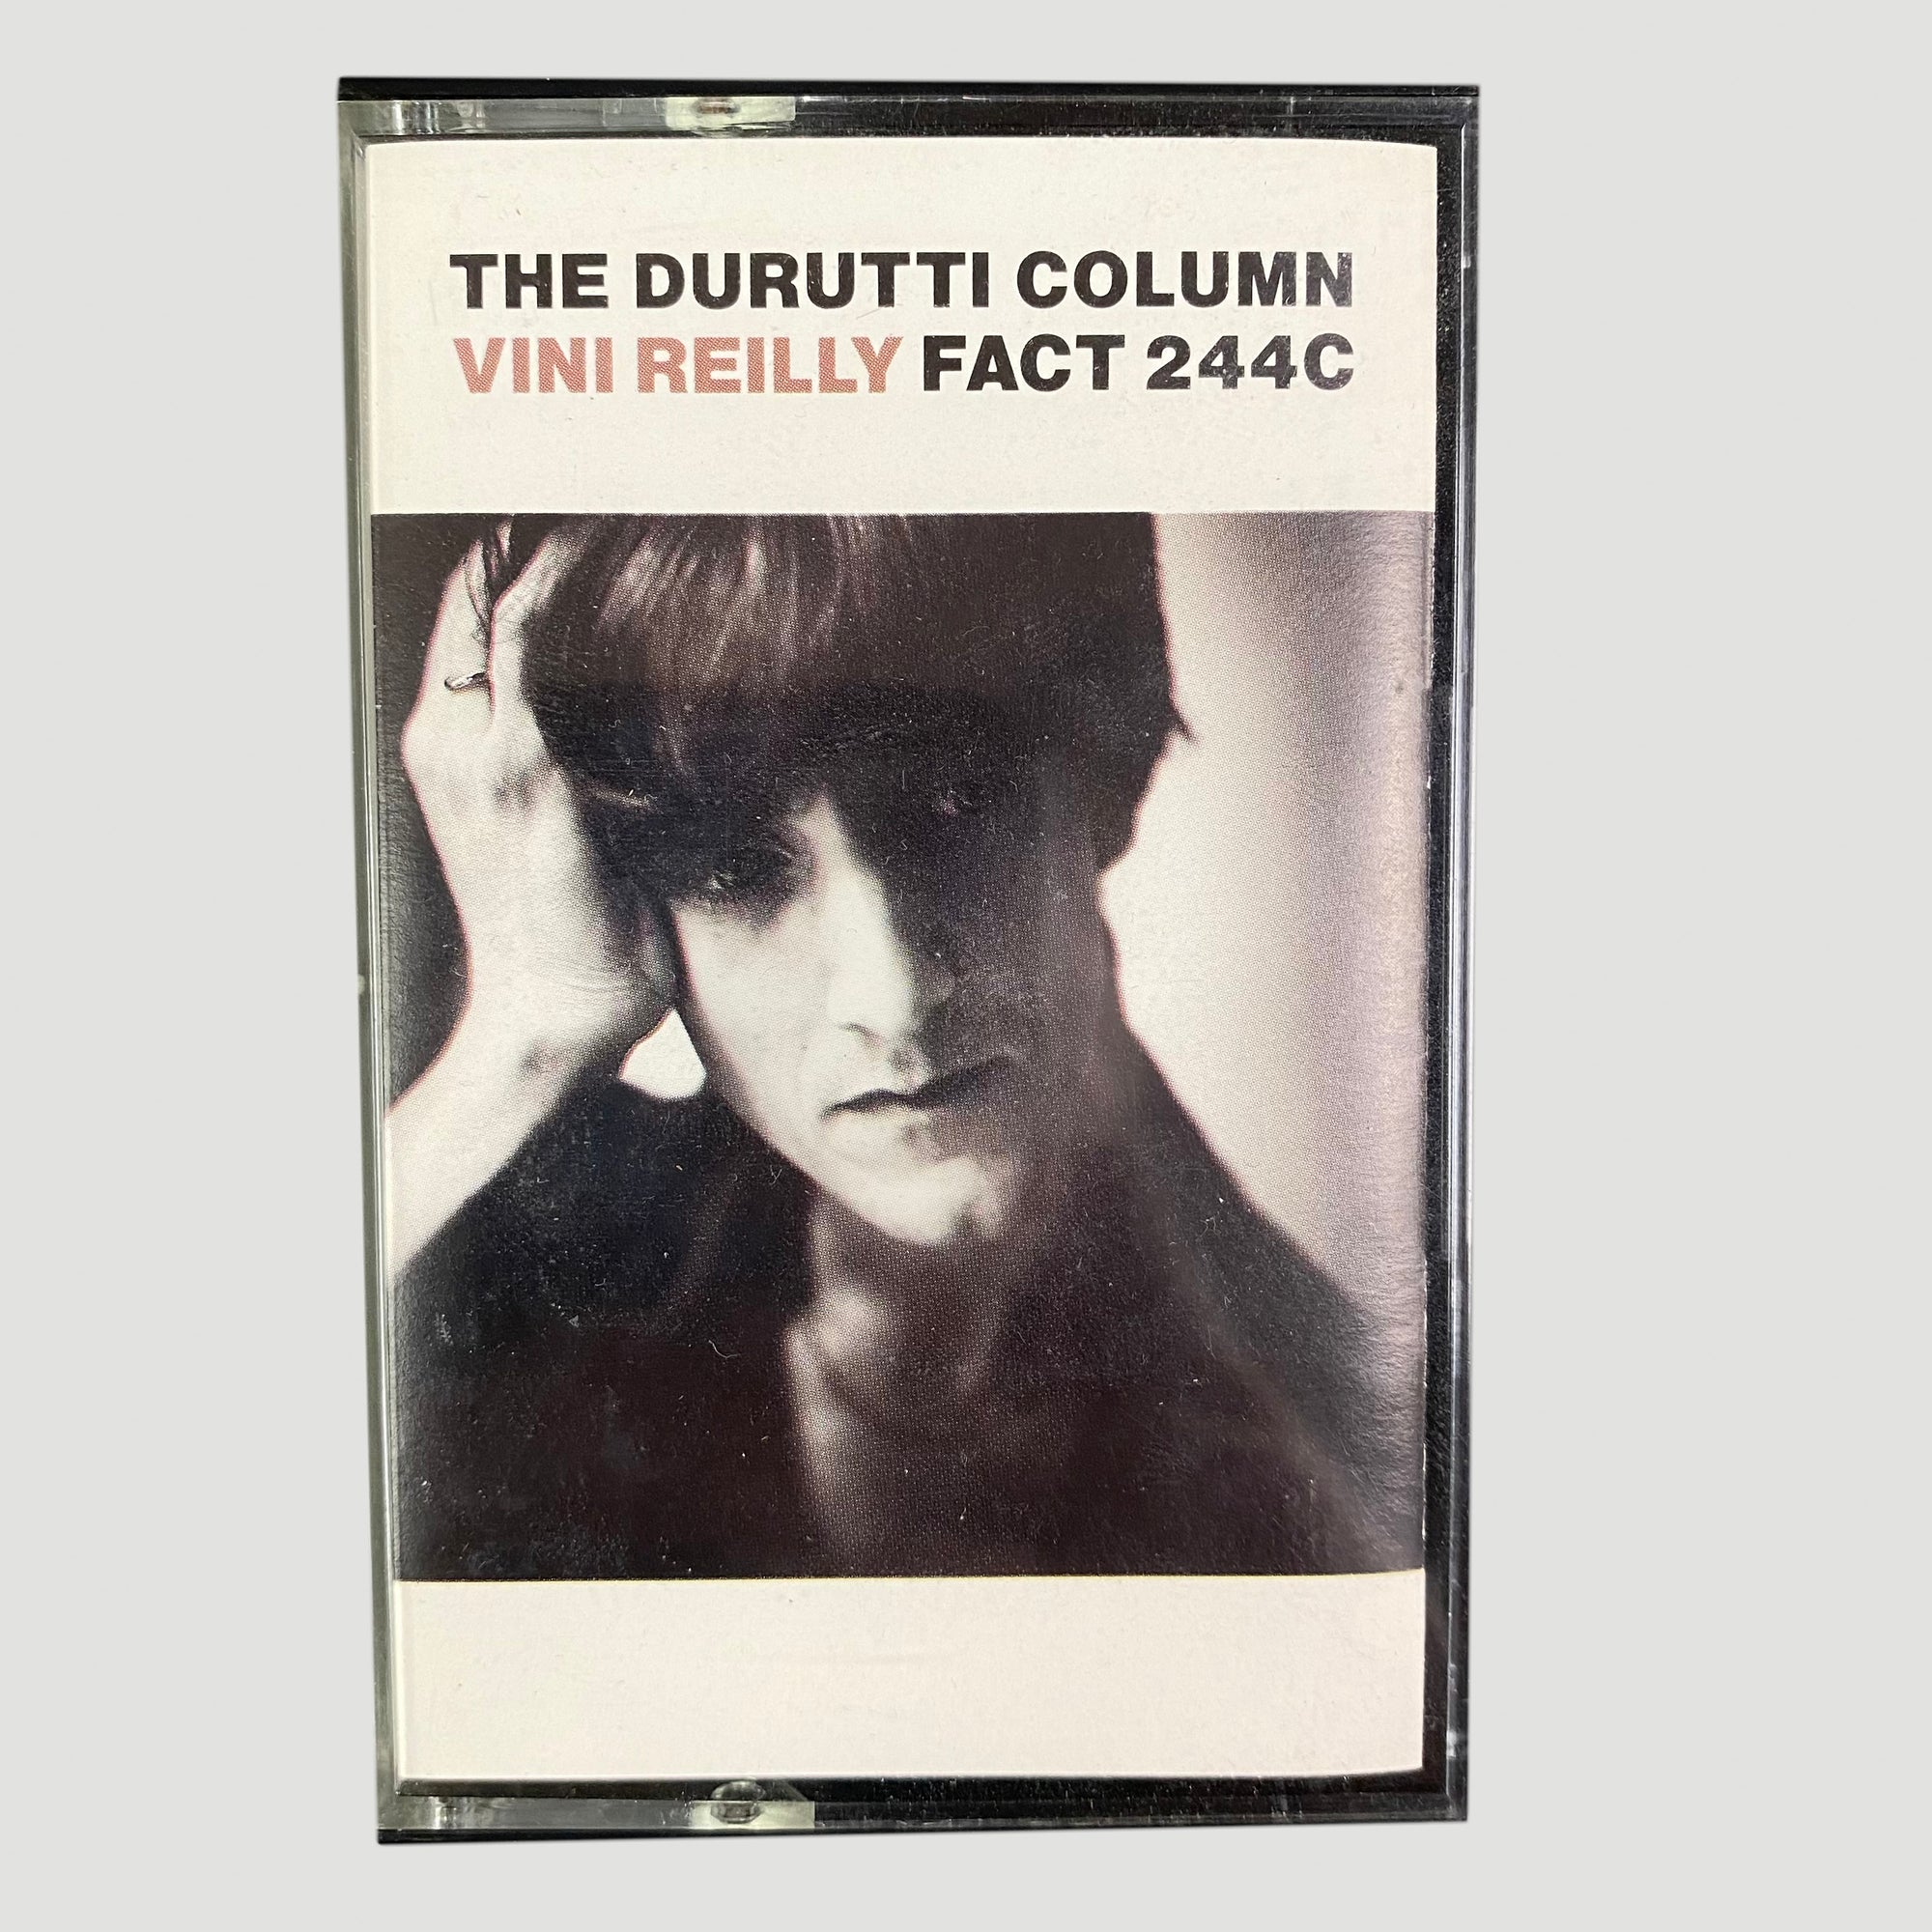 THE DURUTTI COLUMN
VINI REILLY FACT 244C